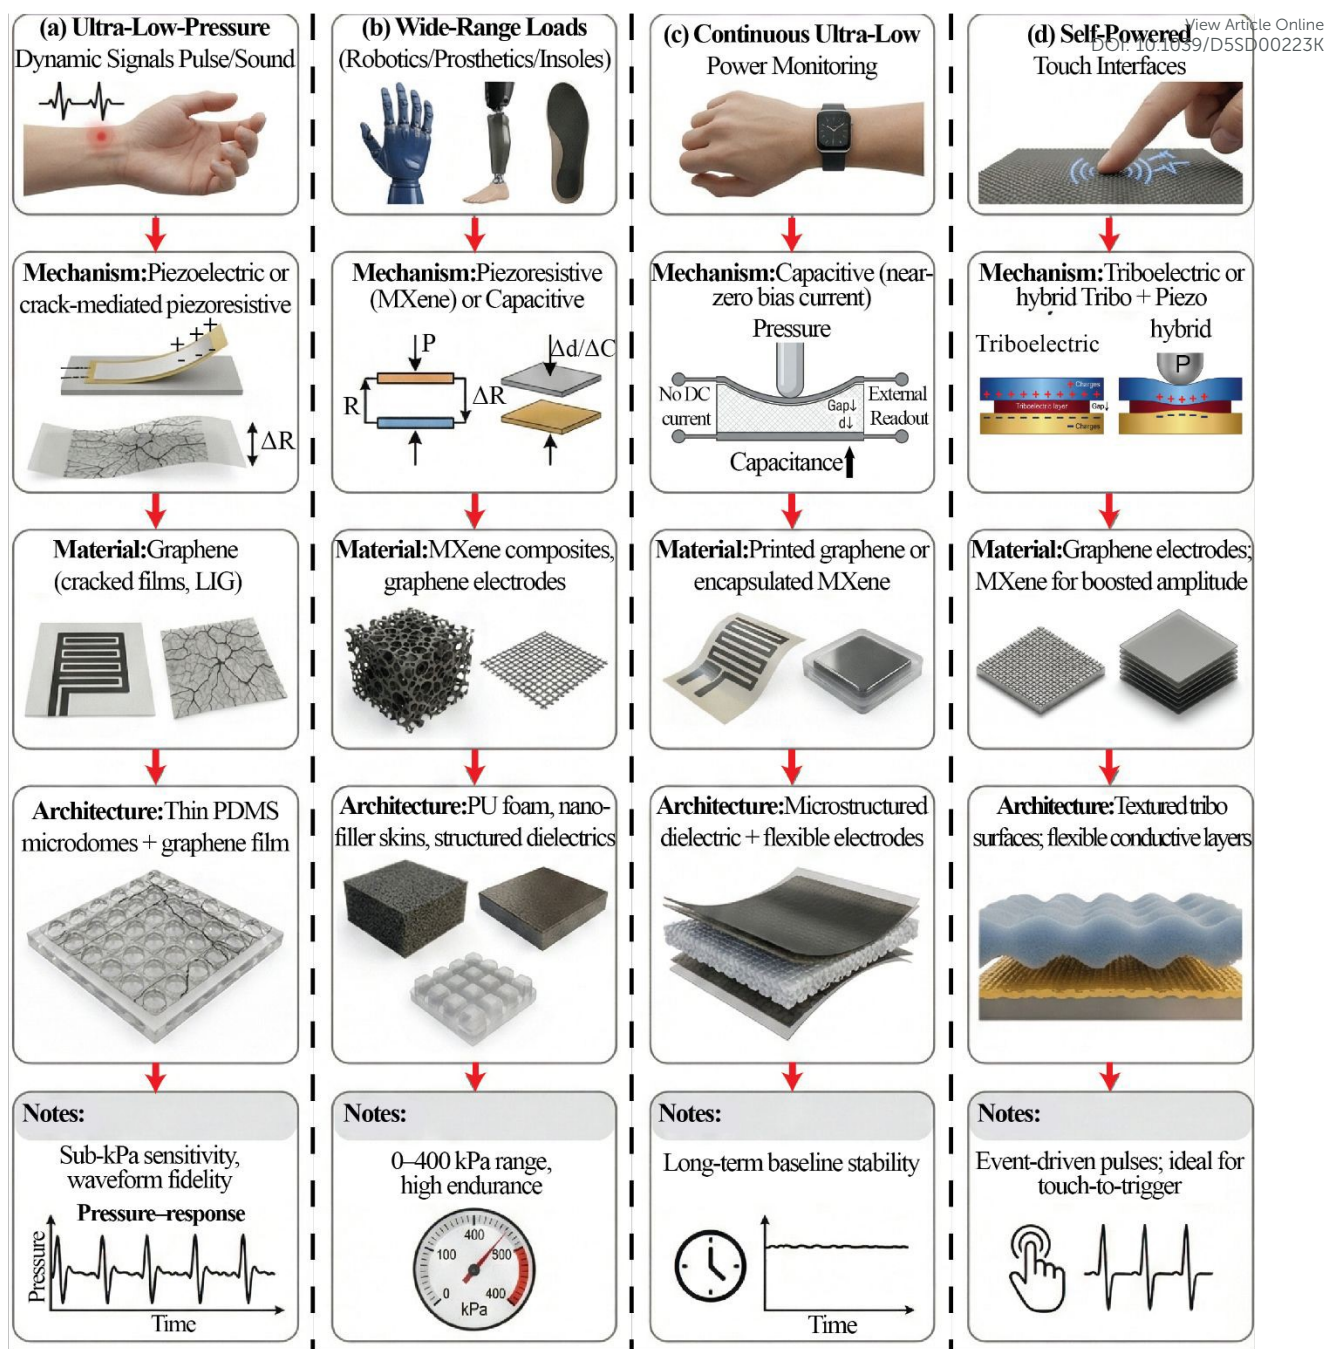 View Article Online
DOI: 10.1039/D5SD00223K
(a) Ultra-Low-Pressure
Dynamic Signals Pulse/Sound
Mechanism:Piezoelectric or
crack-mediated piezoresistive
+ + + +
- - -
ΔR
Material:Graphene
(cracked films, LIG)
Architecture:Thin PDMS
microdomes + graphene film
Notes:
Sub-kPa sensitivity,
waveform fidelity
Pressure–response
Pressure
Time
(b) Wide-Range Loads
(Robotics/Prosthetics/Insoles)
Mechanism:Piezoresistive
(MXene) or Capacitive
P
R
ΔR
Δd/ΔC
Material:MXene composites,
graphene electrodes
Architecture:PU foam, nano-
filler skins, structured dielectrics
Notes:
0–400 kPa range,
high endurance
400
100
500
0
400
kPa
(c) Continuous Ultra-Low
Power Monitoring
Mechanism:Capacitive (near-
zero bias current)
Pressure
No DC
current
Gap↓
d↓
External
Readout
Capacitance
Material:Printed graphene or
encapsulated MXene
Architecture:Microstructured
dielectric + flexible electrodes
Notes:
Long-term baseline stability
Time
(d) Self-Powered
Touch Interfaces
Mechanism:Triboelectric or
hybrid Tribo + Piezo
Triboelectric
hybrid
P
+ Charges
+ + + + + + + +
Triboelectric layer
Gap↓
- Charges
+ + + + +
Material:Graphene electrodes;
MXene for boosted amplitude
Architecture:Textured tribo
surfaces; flexible conductive layers
Notes:
Event-driven pulses; ideal for
touch-to-trigger